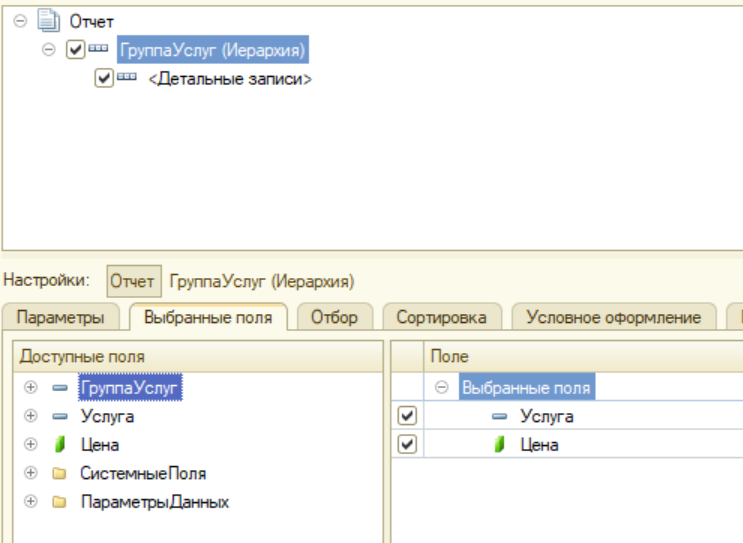 Отчет
ГруппаУслуг (Иерархия)
<Детальные записи>
Настройки: Отчет ГруппаУслуг (Иерархия)
Параметры Выбранные поля Отбор Сортировка Условное оформление
Доступные поля Поле
ГруппаУслуг Выбранные поля
Услуга Услуга
Цена Цена
СистемныеПоля
ПараметрыДанных